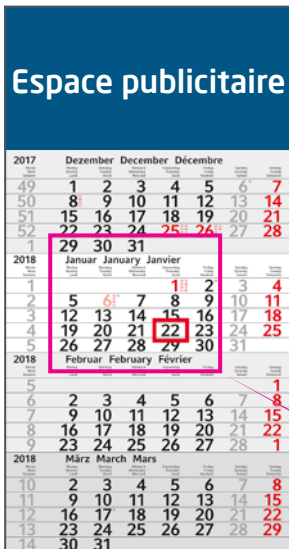 Espace publicitaire
2017 Dezember December Décembre
49 1 2 3 4 5 6 7
50 8 9 10 11 12 13 14
51 15 16 17 18 19 20 21
52 22 23 24 25 26 27 28
1 29 30 31
2018 Januar January Janvier
1 1 2 3 4
2 5 6 7 8 9 10 11
3 12 13 14 15 16 17 18
4 19 20 21 22 23 24 25
5 26 27 28 29 30 31
2018 Februar February Février
5 1
6 2 3 4 5 6 7 8
7 9 10 11 12 13 14 15
8 16 17 18 19 20 21 22
9 23 24 25 26 27 28 1
2018 März March Mars
10 2 3 4 5 6 7 8
11 9 10 11 12 13 14 15
12 16 17 18 19 20 21 22
13 23 24 25 26 27 28 29
14 30 31